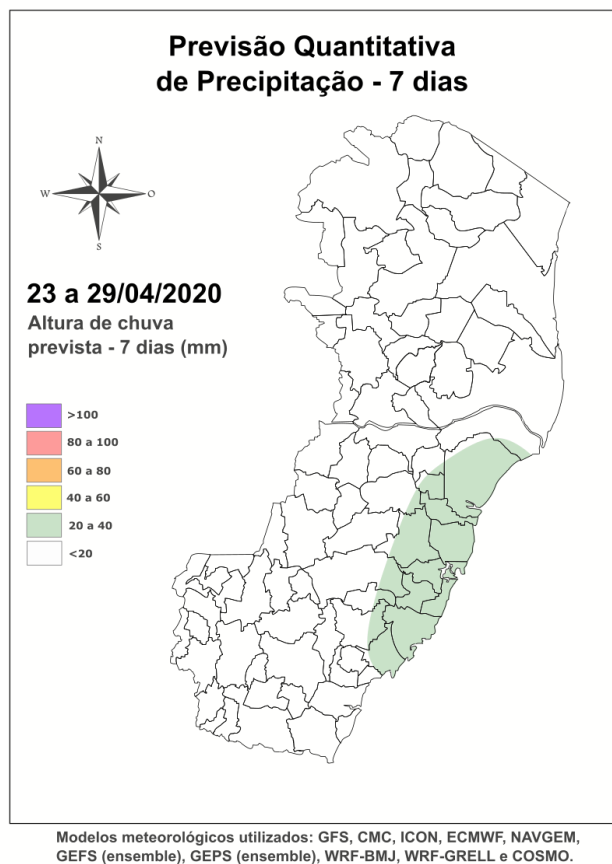 Previsão Quantitativa
de Precipitação - 7 dias
N
W
O
S
23 a 29/04/2020
Altura de chuva
prevista - 7 dias (mm)
>100
80 a 100
60 a 80
40 a 60
20 a 40
<20
Modelos meteorológicos utilizados: GFS, CMC, ICON, ECMWF, NAVGEM,
GEFS (ensemble), GEPS (ensemble), WRF-BMJ, WRF-GRELL e COSMO.